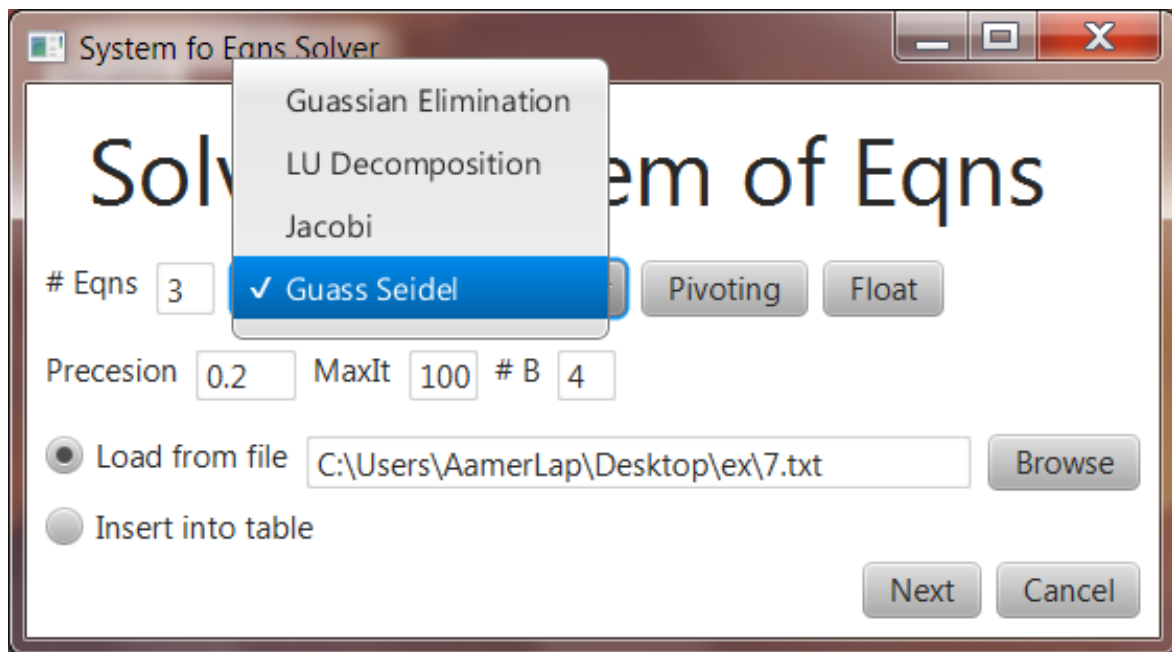 System fo Eqns Solver
Guassian Elimination
LU Decomposition
Jacobi
✓ Guass Seidel
em of Eqns
# Eqns 3 Pivoting Float
Precesion 0.2 MaxIt 100 # B 4
Load from file C:\Users\AamerLap\Desktop\ex\7.txt Browse
Insert into table
Next Cancel